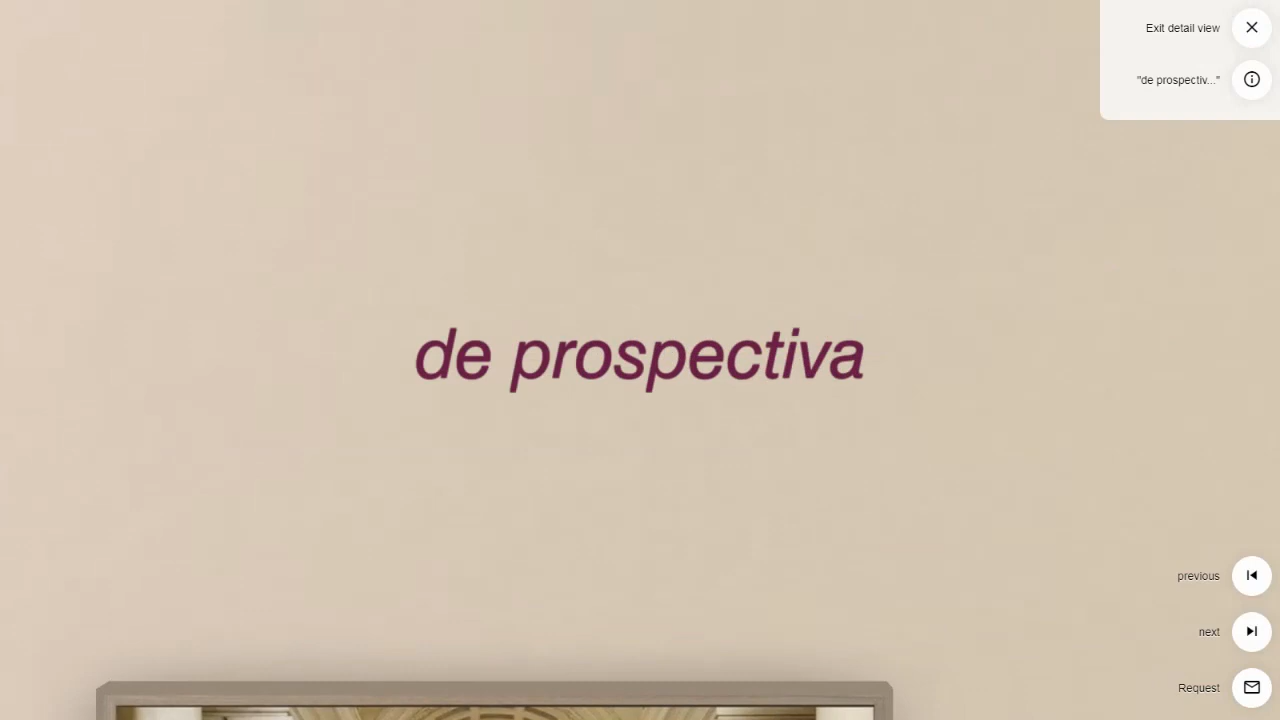 Exit detail view
"de prospectiv..."
de prospectiva
previous
next
Request